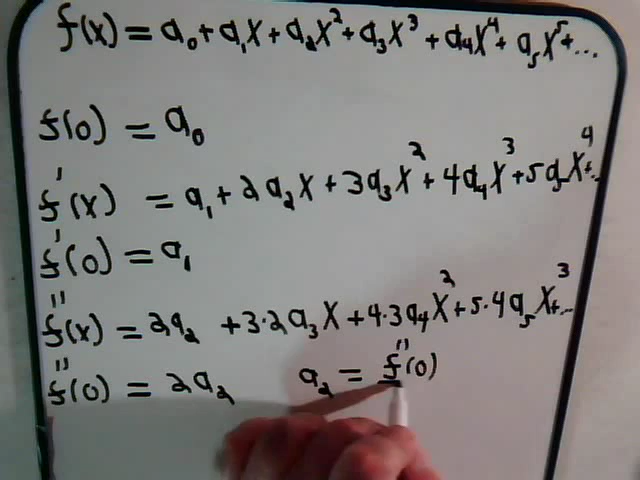 f(x) = a₀ + a₁x + a₂x² + a₃x³ + a₄x⁴ + a₅x⁵ + ...
f(0) = a₀
f'(x) = a₁ + 2a₂x + 3a₃x² + 4a₄x³ + 5a₅x⁴ + ...
f'(0) = a₁
f''(x) = 2a₂ + 3·2a₃x + 4·3a₄x² + 5·4a₅x³ + ...
f''(0) = 2a₂ a₂ = f''(0)